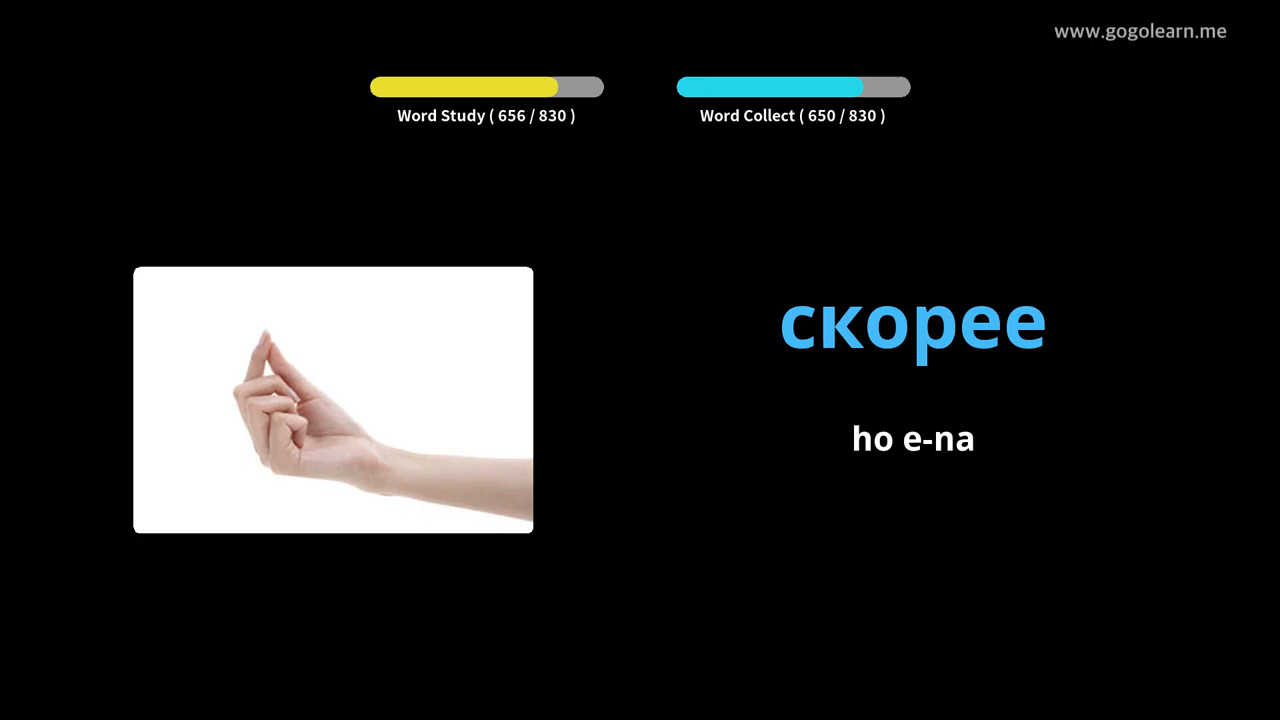 www.gogolearn.me
Word Study ( 656 / 830 )
Word Collect ( 650 / 830 )
скорее
ho e-na